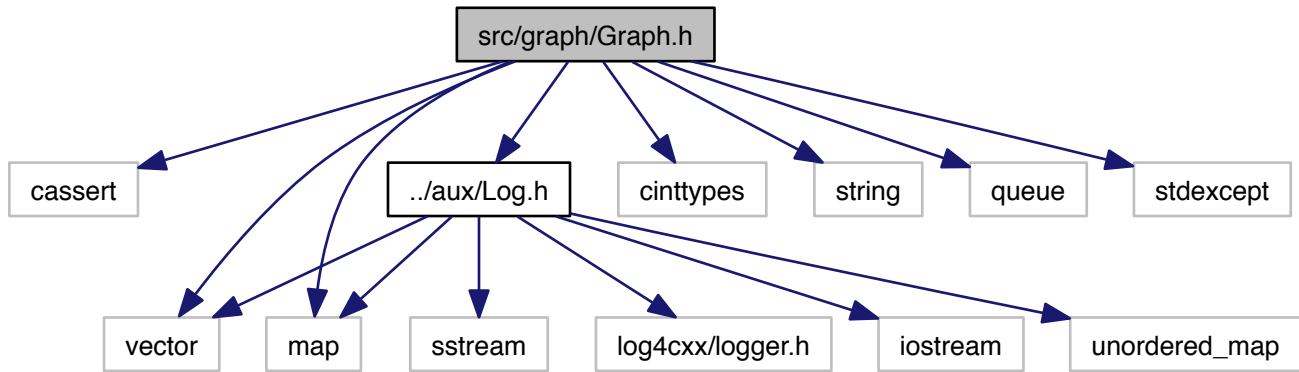 src/graph/Graph.h
cassert
../aux/Log.h
cinttypes
string
queue
stdexcept
vector
map
sstream
log4cxx/logger.h
iostream
unordered_map